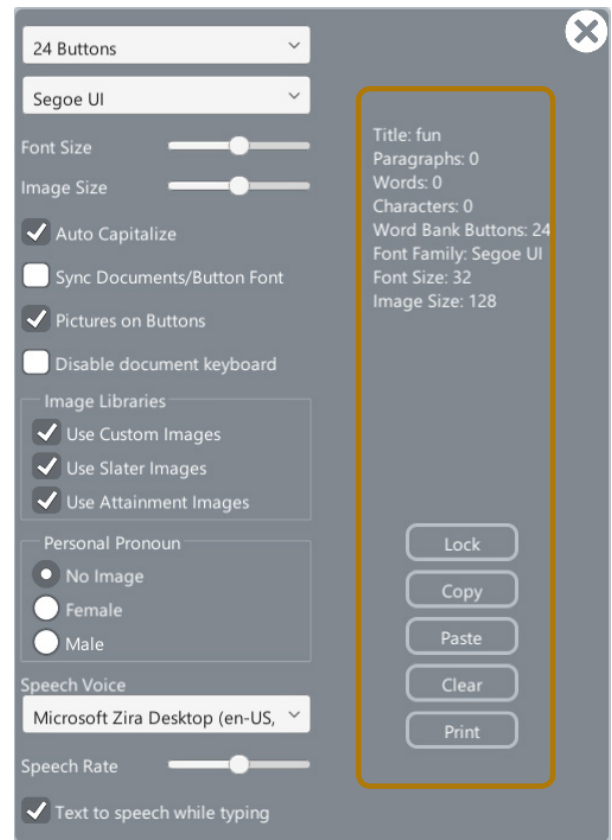 24 Buttons
Segoe UI
Font Size
Image Size
Auto Capitalize
Sync Documents/Button Font
Pictures on Buttons
Disable document keyboard
Image Libraries
Use Custom Images
Use Slater Images
Use Attainment Images
Personal Pronoun
No Image
Female
Male
Speech Voice
Microsoft Zira Desktop (en-US,
Speech Rate
Text to speech while typing
Title: fun
Paragraphs: 0
Words: 0
Characters: 0
Word Bank Buttons: 24
Font Family: Segoe UI
Font Size: 32
Image Size: 128
Lock
Copy
Paste
Clear
Print